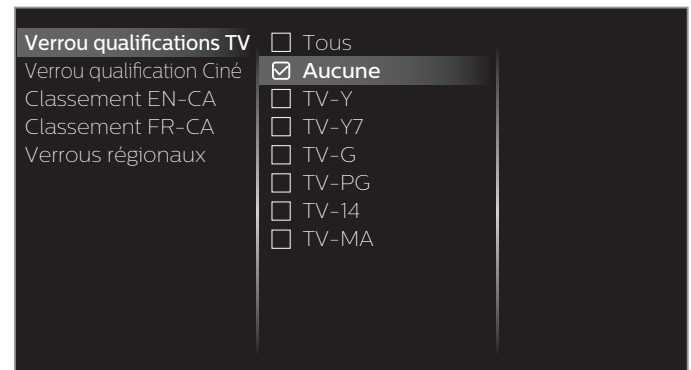 Verrou qualifications TV
Verrou qualification Ciné
Classement EN-CA
Classement FR-CA
Verrous régionaux
Tous
Aucune
TV-Y
TV-Y7
TV-G
TV-PG
TV-14
TV-MA